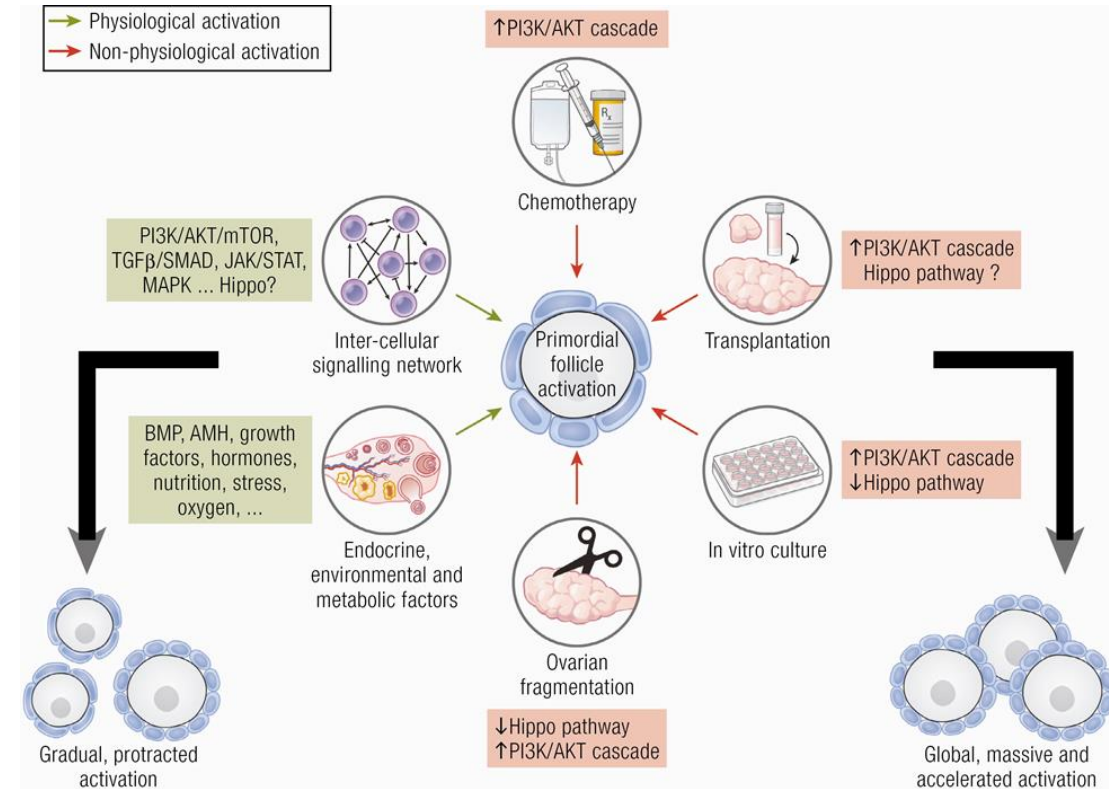 Physiological activation
Non-physiological activation
↑PI3K/AKT cascade
Rx
Chemotherapy
PI3K/AKT/mTOR,
TGFβ/SMAD, JAK/STAT,
MAPK ... Hippo?
Inter-cellular
signalling network
Primordial
follicle
activation
Transplantation
↑PI3K/AKT cascade
Hippo pathway ?
BMP, AMH, growth
factors, hormones,
nutrition, stress,
oxygen, ...
Endocrine,
environmental and
metabolic factors
In vitro culture
↑PI3K/AKT cascade
↓Hippo pathway
Ovarian
fragmentation
↓Hippo pathway
↑PI3K/AKT cascade
Gradual, protracted
activation
Global, massive and
accelerated activation